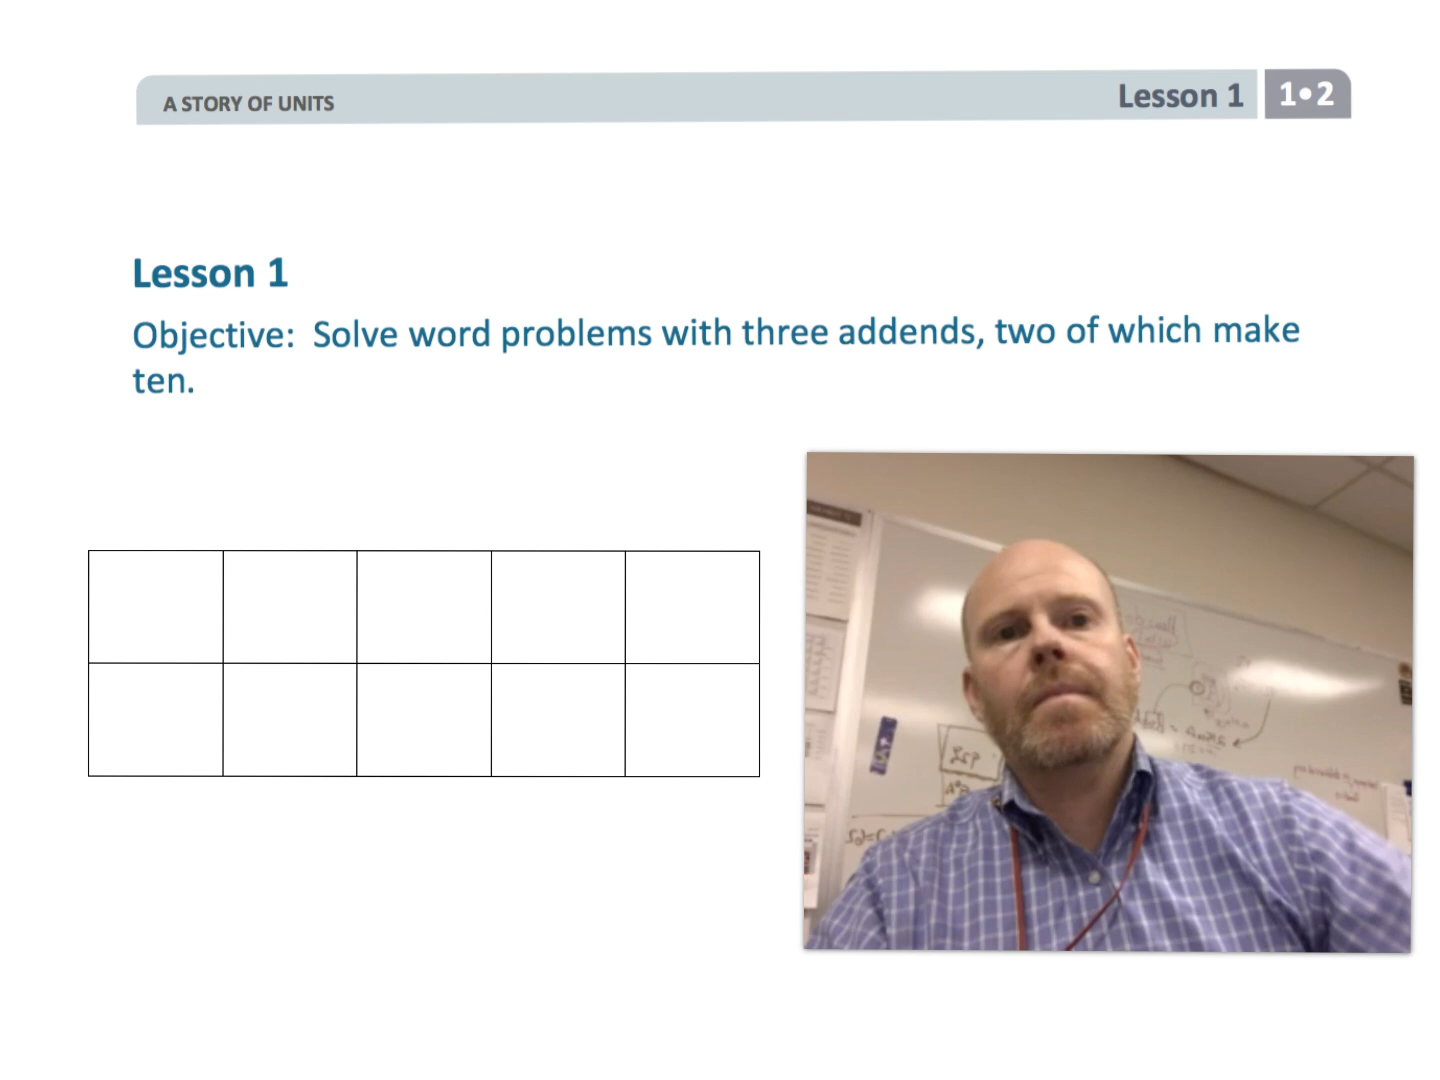 A STORY OF UNITS
Lesson 1
1•2
Lesson 1
Objective: Solve word problems with three addends, two of which make
ten.